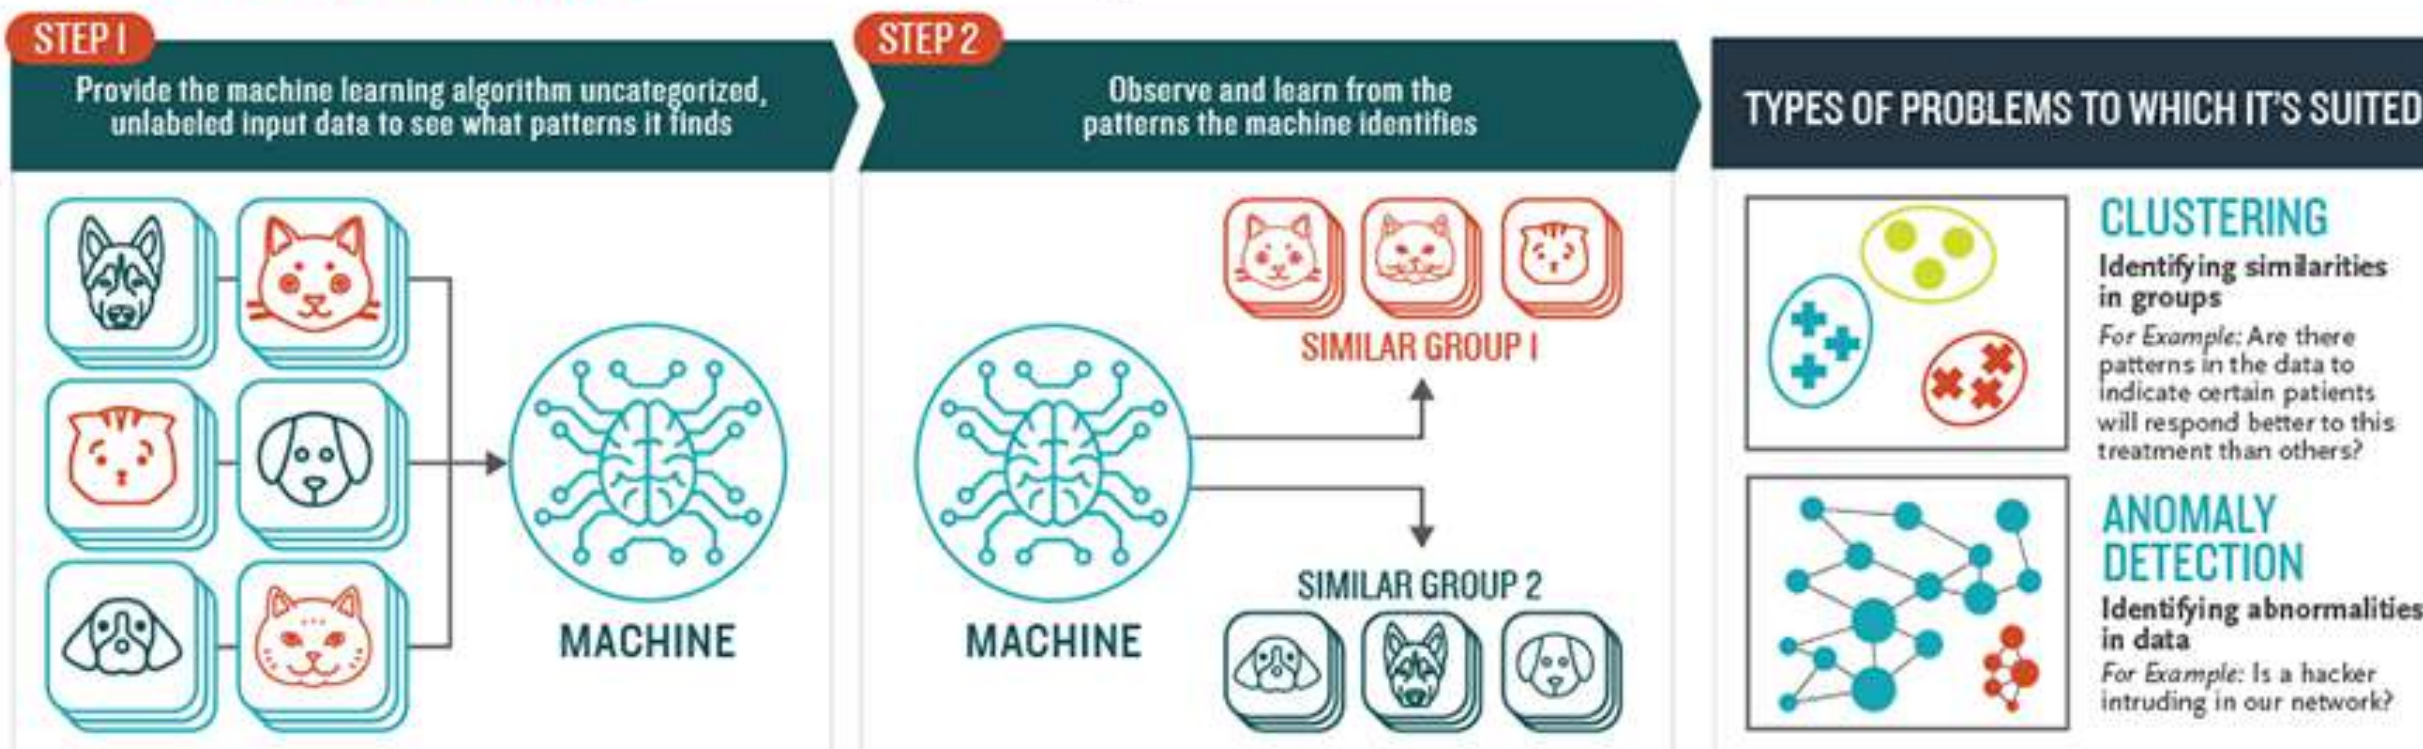 STEP 1
Provide the machine learning algorithm uncategorized,
unlabeled input data to see what patterns it finds
MACHINE
STEP 2
Observe and learn from the
patterns the machine identifies
SIMILAR GROUP 1
MACHINE
SIMILAR GROUP 2
TYPES OF PROBLEMS TO WHICH IT'S SUITED
CLUSTERING
Identifying similarities
in groups
For Example: Are there
patterns in the data to
indicate certain patients
will respond better to this
treatment than others?
ANOMALY
DETECTION
Identifying abnormalities
in data
For Example: Is a hacker
intruding in our network?